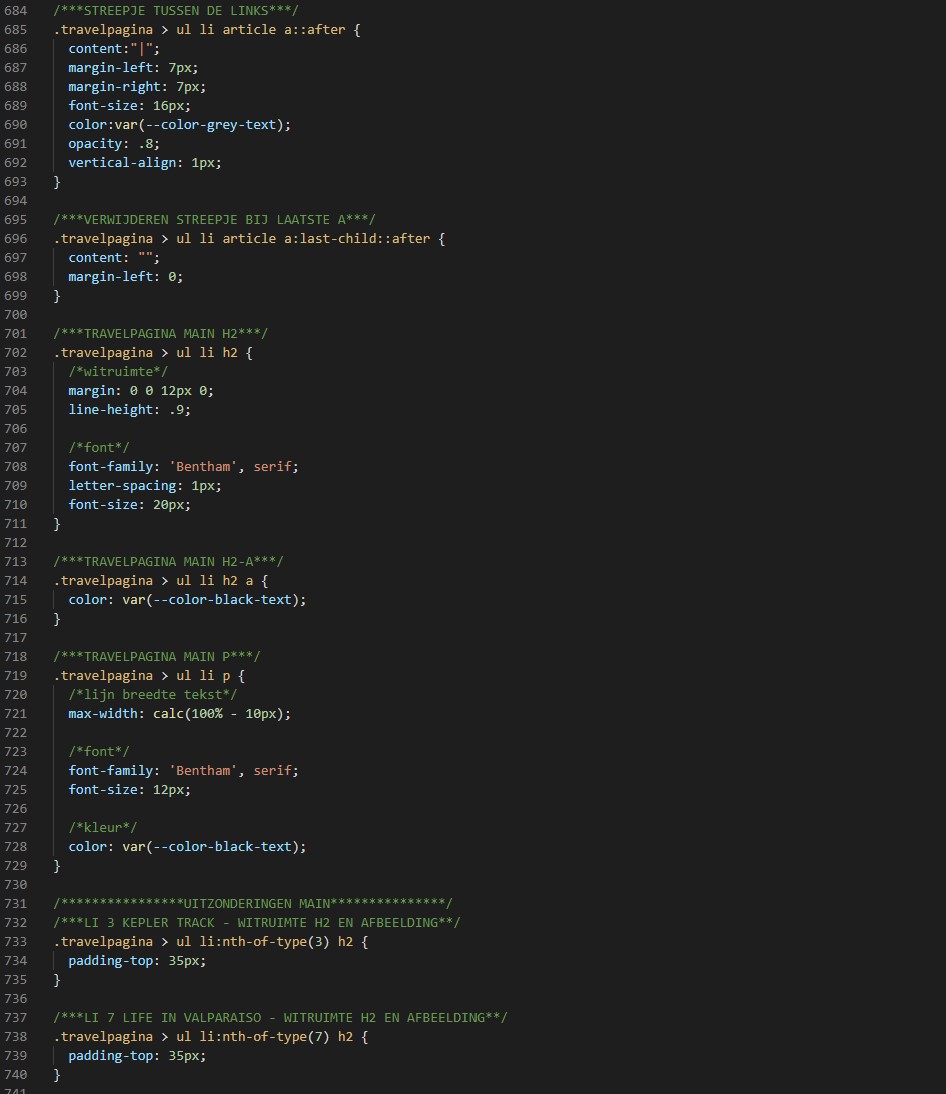 684 /***STREEPJE TUSSEN DE LINKS***/
685 .travelpagina > ul li article a::after {
686 content:"|";
687 margin-left: 7px;
688 margin-right: 7px;
689 font-size: 16px;
690 color:var(--color-grey-text);
691 opacity: .8;
692 vertical-align: 1px;
693 }
694
695 /***VERWIJDEREN STREEPJE BIJ LAATSTE A***/
696 .travelpagina > ul li article a:last-child::after {
697 content: "";
698 margin-left: 0;
699 }
700
701 /***TRAVELPAGINA MAIN H2***/
702 .travelpagina > ul li h2 {
703 /*witruimte*/
704 margin: 0 0 12px 0;
705 line-height: .9;
706
707 /*font*/
708 font-family: 'Bentham', serif;
709 letter-spacing: 1px;
710 font-size: 20px;
711 }
712
713 /***TRAVELPAGINA MAIN H2-A***/
714 .travelpagina > ul li h2 a {
715 color: var(--color-black-text);
716 }
717
718 /***TRAVELPAGINA MAIN P***/
719 .travelpagina > ul li p {
720 /*lijn breedte tekst*/
721 max-width: calc(100% - 10px);
722
723 /*font*/
724 font-family: 'Bentham', serif;
725 font-size: 12px;
726
727 /*kleur*/
728 color: var(--color-black-text);
729 }
730
731 /****************UITZONDERINGEN MAIN***************/
732 /***LI 3 KEPLER TRACK - WITRUIMTE H2 EN AFBEELDING**/
733 .travelpagina > ul li:nth-of-type(3) h2 {
734 padding-top: 35px;
735 }
736
737 /***LI 7 LIFE IN VALPARAISO - WITRUIMTE H2 EN AFBEELDING**/
738 .travelpagina > ul li:nth-of-type(7) h2 {
739 padding-top: 35px;
740 }
741